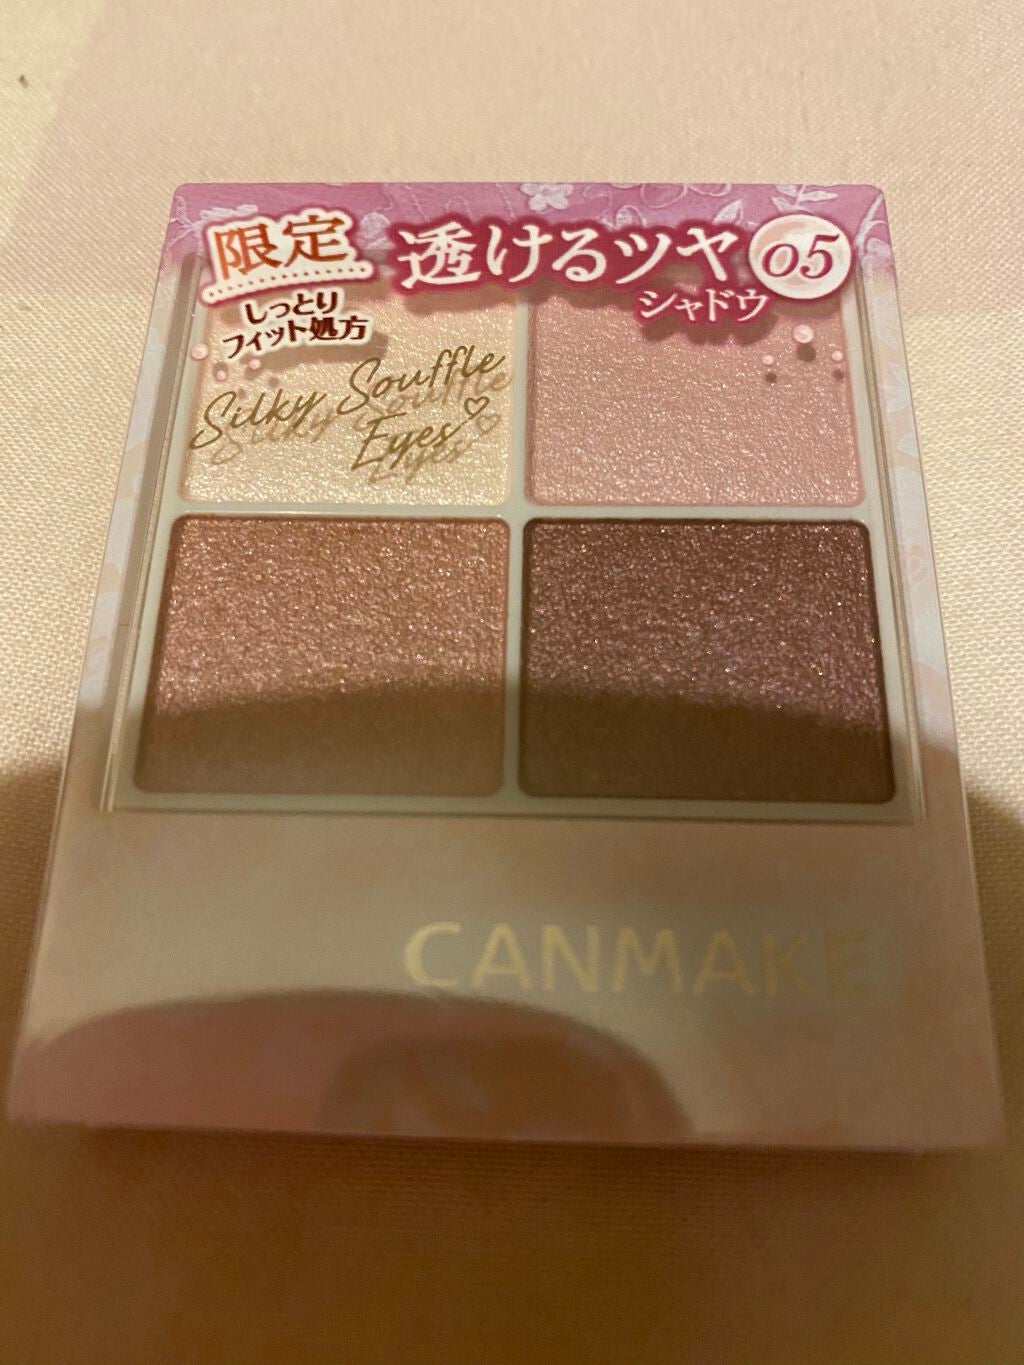 限定
透けるツヤ
シャドウ
05
しっとり
フィット処方
Silky Souffle
Eyes
CANMAKE